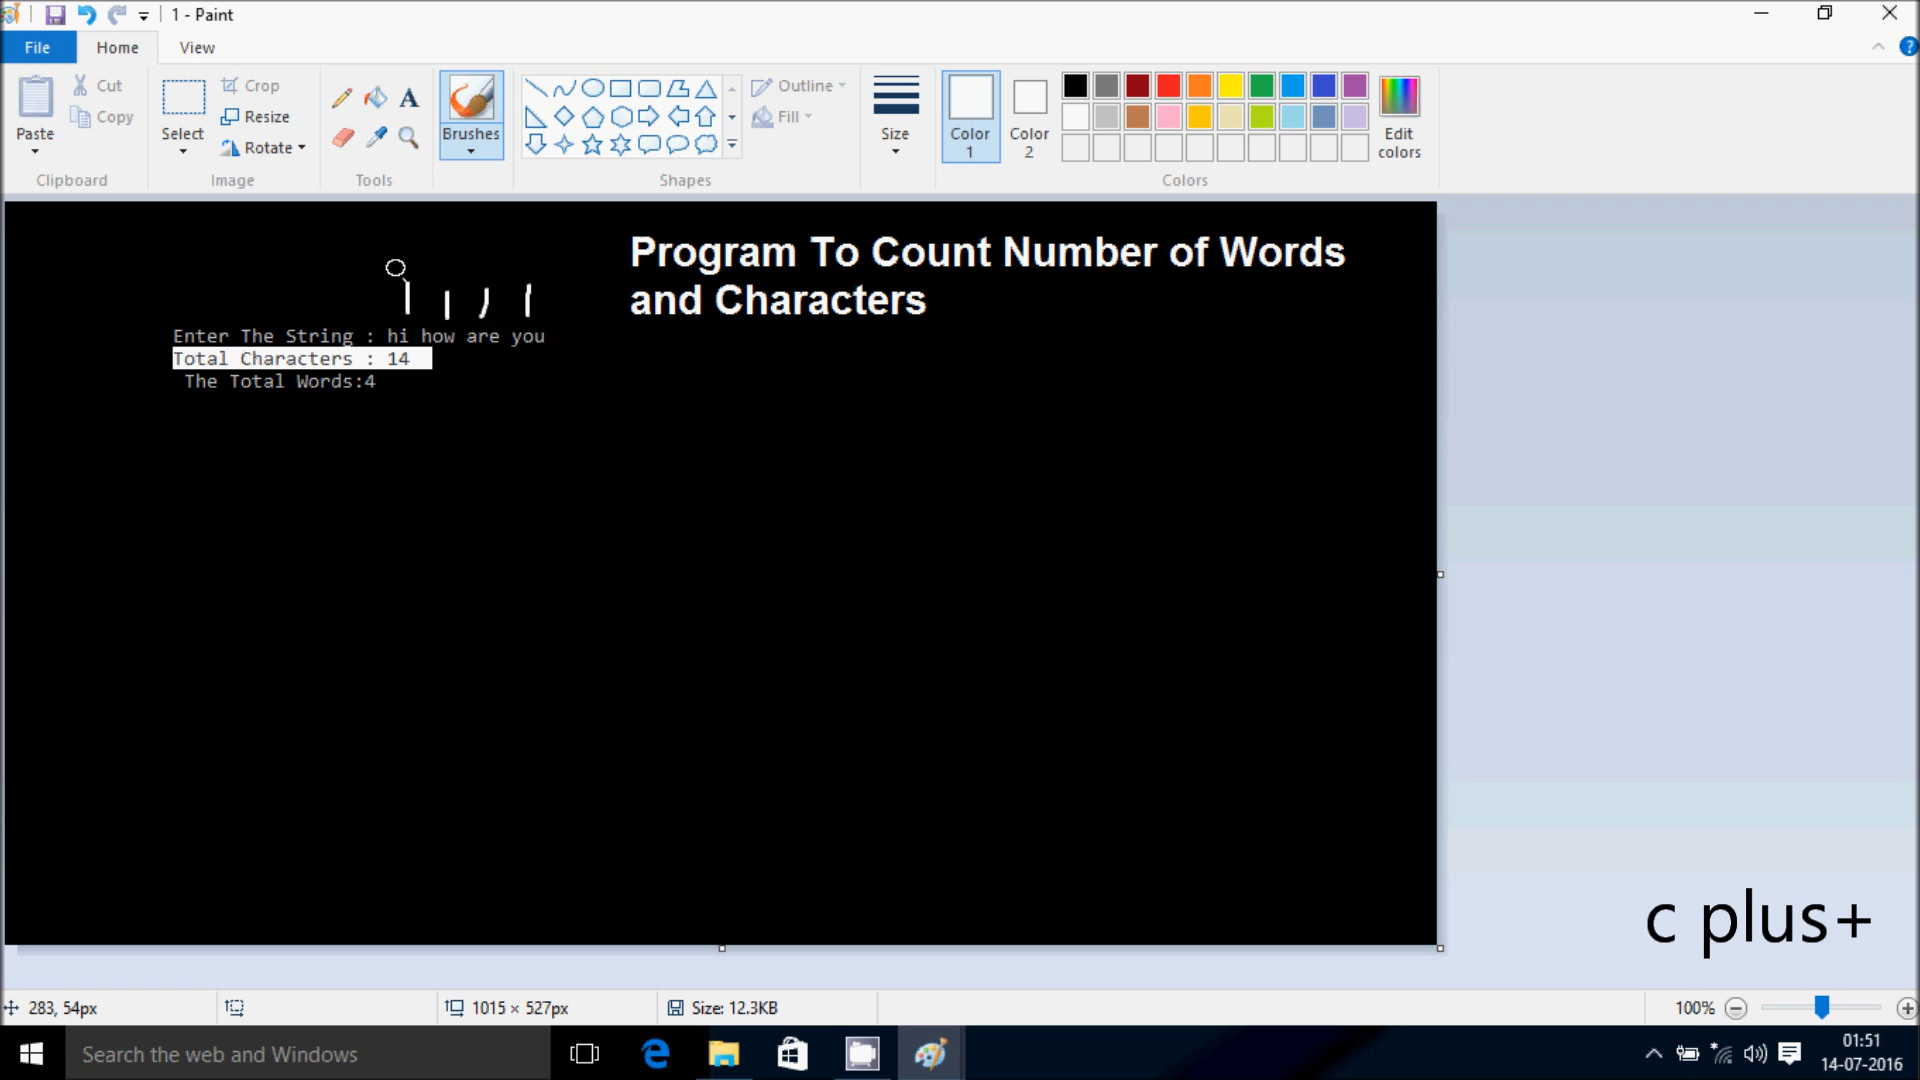 1 - Paint
File Home View
Paste Cut Copy
Clipboard
Select Crop Resize Rotate
Image
Tools
Brushes
Outline Fill
Shapes
Size
Color 1
Color 2
Edit colors
Colors
Program To Count Number of Words
and Characters
Enter The String : hi how are you
Total Characters : 14
The Total Words:4
c plus+
283, 54px
1015 × 527px
Size: 12.3KB
100%
Search the web and Windows
01:51
14-07-2016